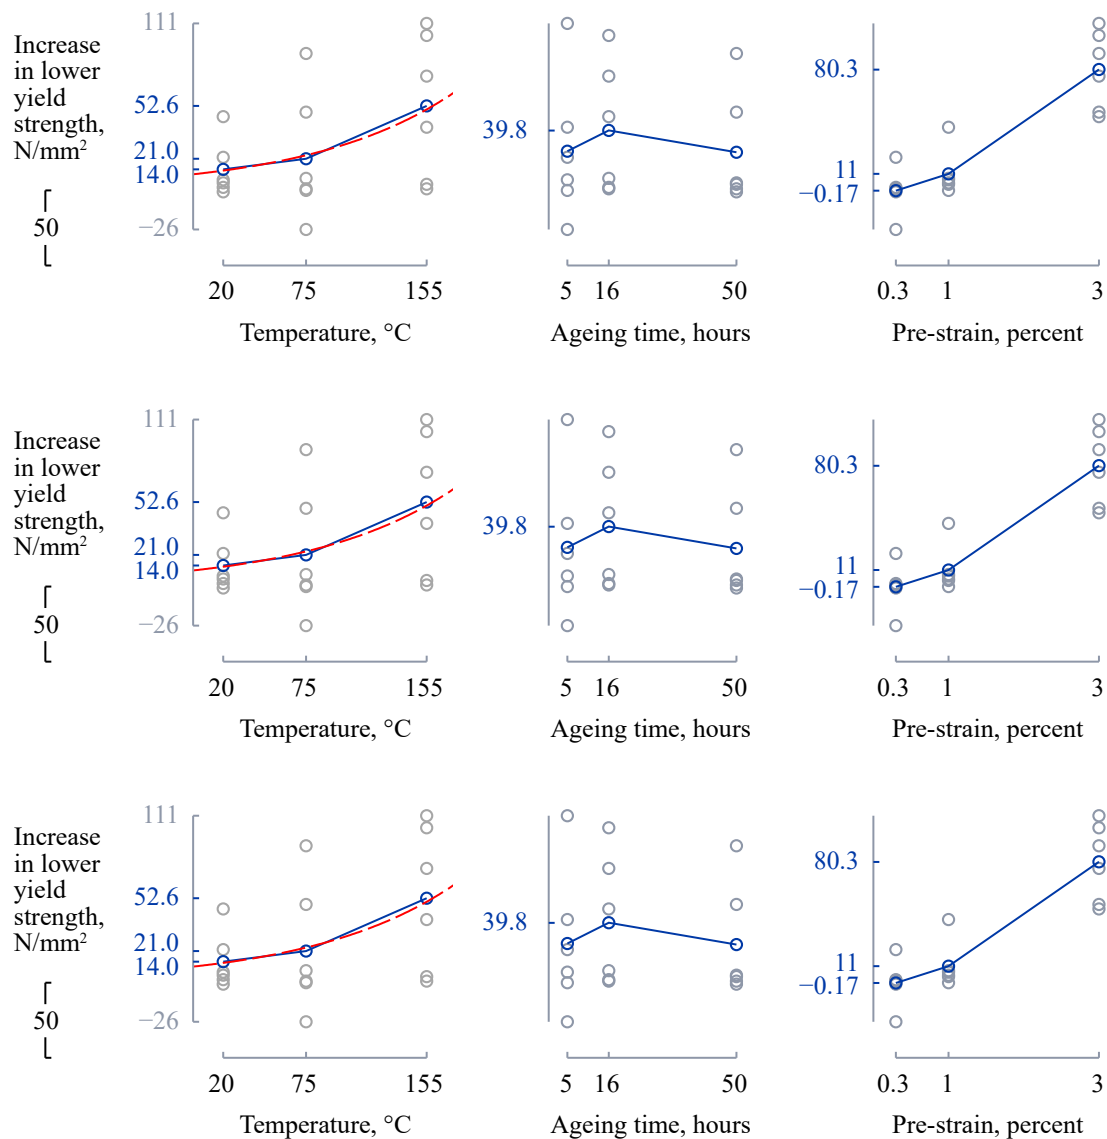 111
Increase
in lower
yield
strength,
N/mm²
52.6
21.0
14.0
50
−26
20 75 155
Temperature, °C
39.8
5 16 50
Ageing time, hours
80.3
11
−0.17
0.3 1 3
Pre-strain, percent
111
Increase
in lower
yield
strength,
N/mm²
52.6
21.0
14.0
50
−26
20 75 155
Temperature, °C
39.8
5 16 50
Ageing time, hours
80.3
11
−0.17
0.3 1 3
Pre-strain, percent
111
Increase
in lower
yield
strength,
N/mm²
52.6
21.0
14.0
50
−26
20 75 155
Temperature, °C
39.8
5 16 50
Ageing time, hours
80.3
11
−0.17
0.3 1 3
Pre-strain, percent